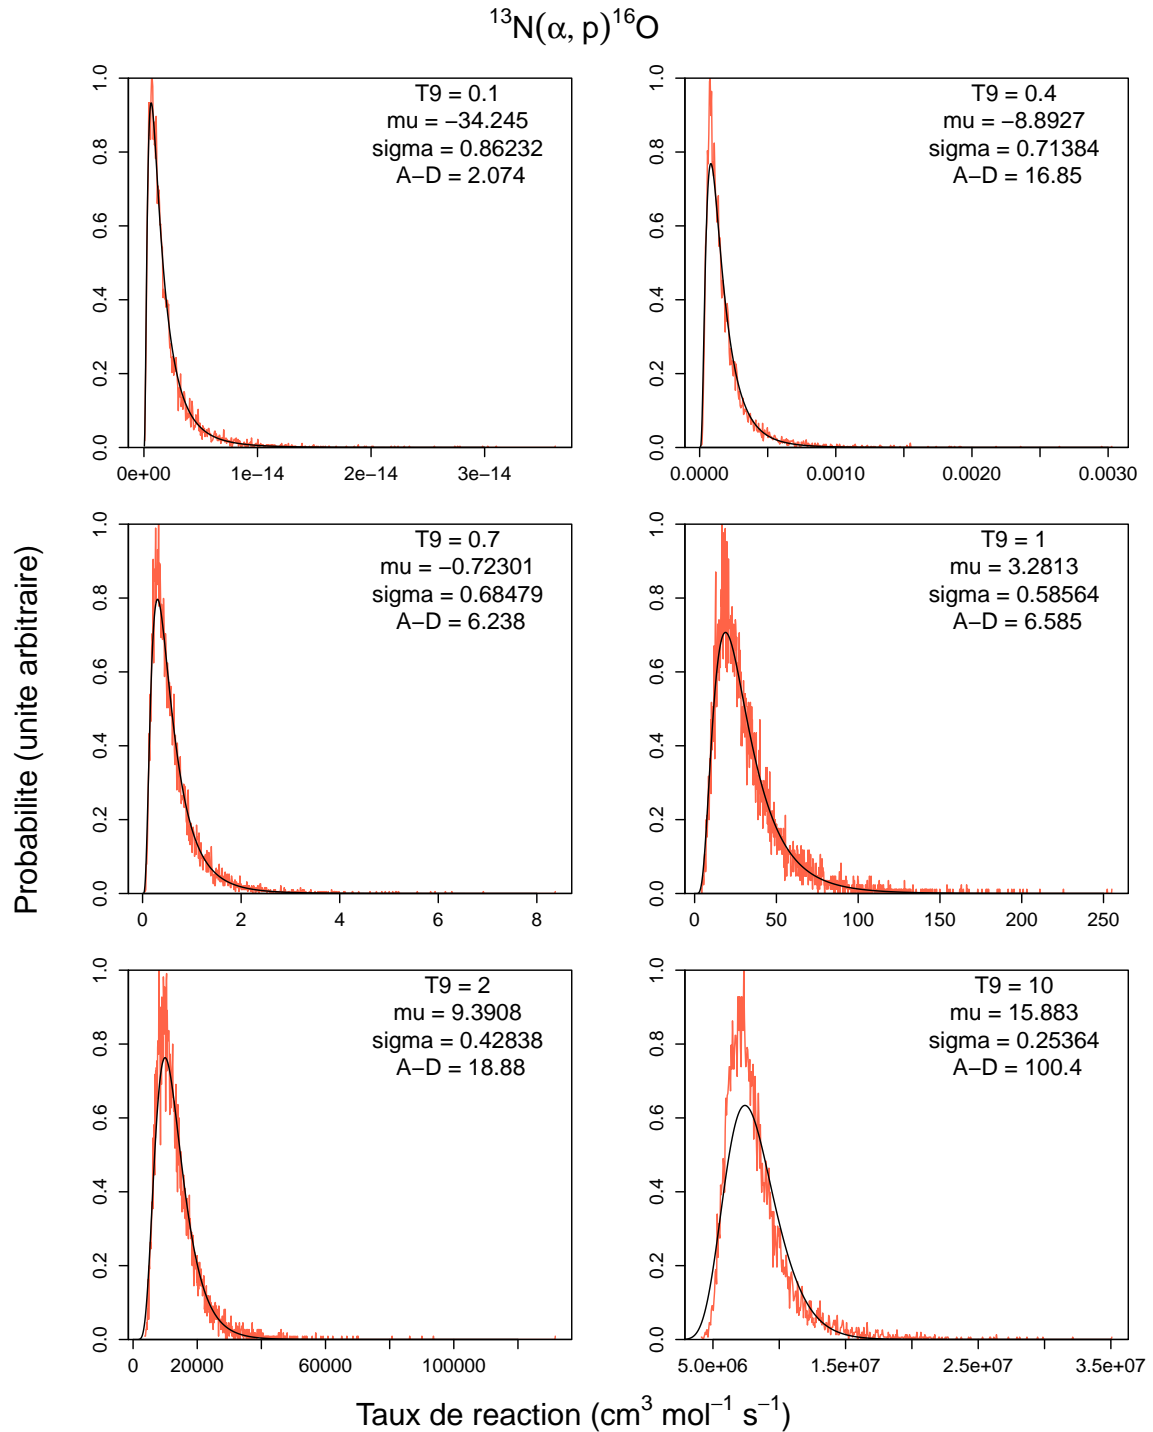 ¹³N(α, p)¹⁶O
T9 = 0.1
mu = −34.245
sigma = 0.86232
A−D = 2.074
0.0
0.2
0.4
0.6
0.8
1.0
0e+00 1e−14 2e−14 3e−14
T9 = 0.4
mu = −8.8927
sigma = 0.71384
A−D = 16.85
0.0
0.2
0.4
0.6
0.8
1.0
0.0000 0.0010 0.0020 0.0030
Probabilite (unite arbitraire)
T9 = 0.7
mu = −0.72301
sigma = 0.68479
A−D = 6.238
0.0
0.2
0.4
0.6
0.8
1.0
0 2 4 6 8
T9 = 1
mu = 3.2813
sigma = 0.58564
A−D = 6.585
0.0
0.2
0.4
0.6
0.8
1.0
0 50 100 150 200 250
T9 = 2
mu = 9.3908
sigma = 0.42838
A−D = 18.88
0.0
0.2
0.4
0.6
0.8
1.0
0 20000 60000 100000
T9 = 10
mu = 15.883
sigma = 0.25364
A−D = 100.4
0.0
0.2
0.4
0.6
0.8
1.0
5.0e+06 1.5e+07 2.5e+07 3.5e+07
Taux de reaction (cm³ mol⁻¹ s⁻¹)